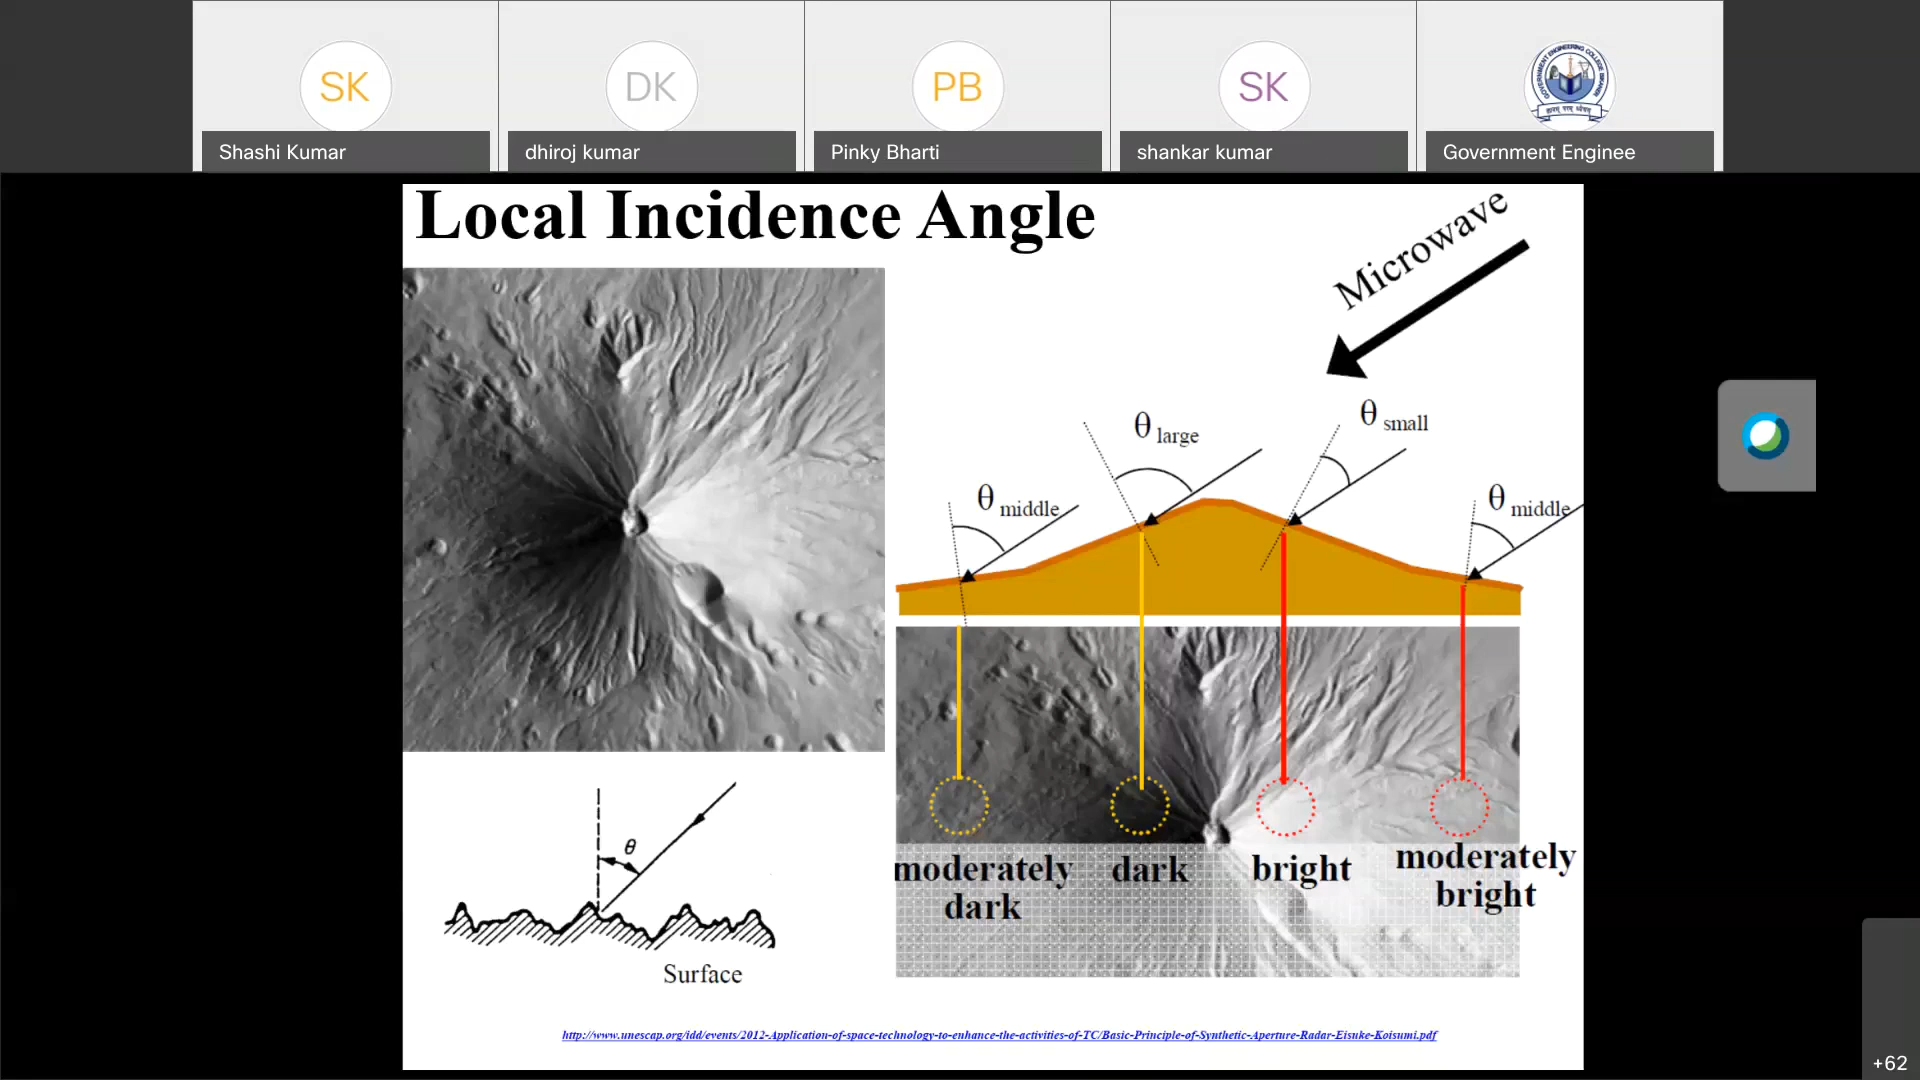 SK
DK
PB
SK
Shashi Kumar
dhiroj kumar
Pinky Bharti
shankar kumar
Government Enginee
Local Incidence Angle
Microwave
θ large
θ small
θ middle
θ middle
θ
Surface
moderately
dark
dark
bright
moderately
bright
http://www.unescap.org/idd/events/2012-Application-of-space-technology-to-enhance-the-activities-of-TC/Basic-Principle-of-Synthetic-Aperture-Radar-Eisuke-Koisumi.pdf
+62